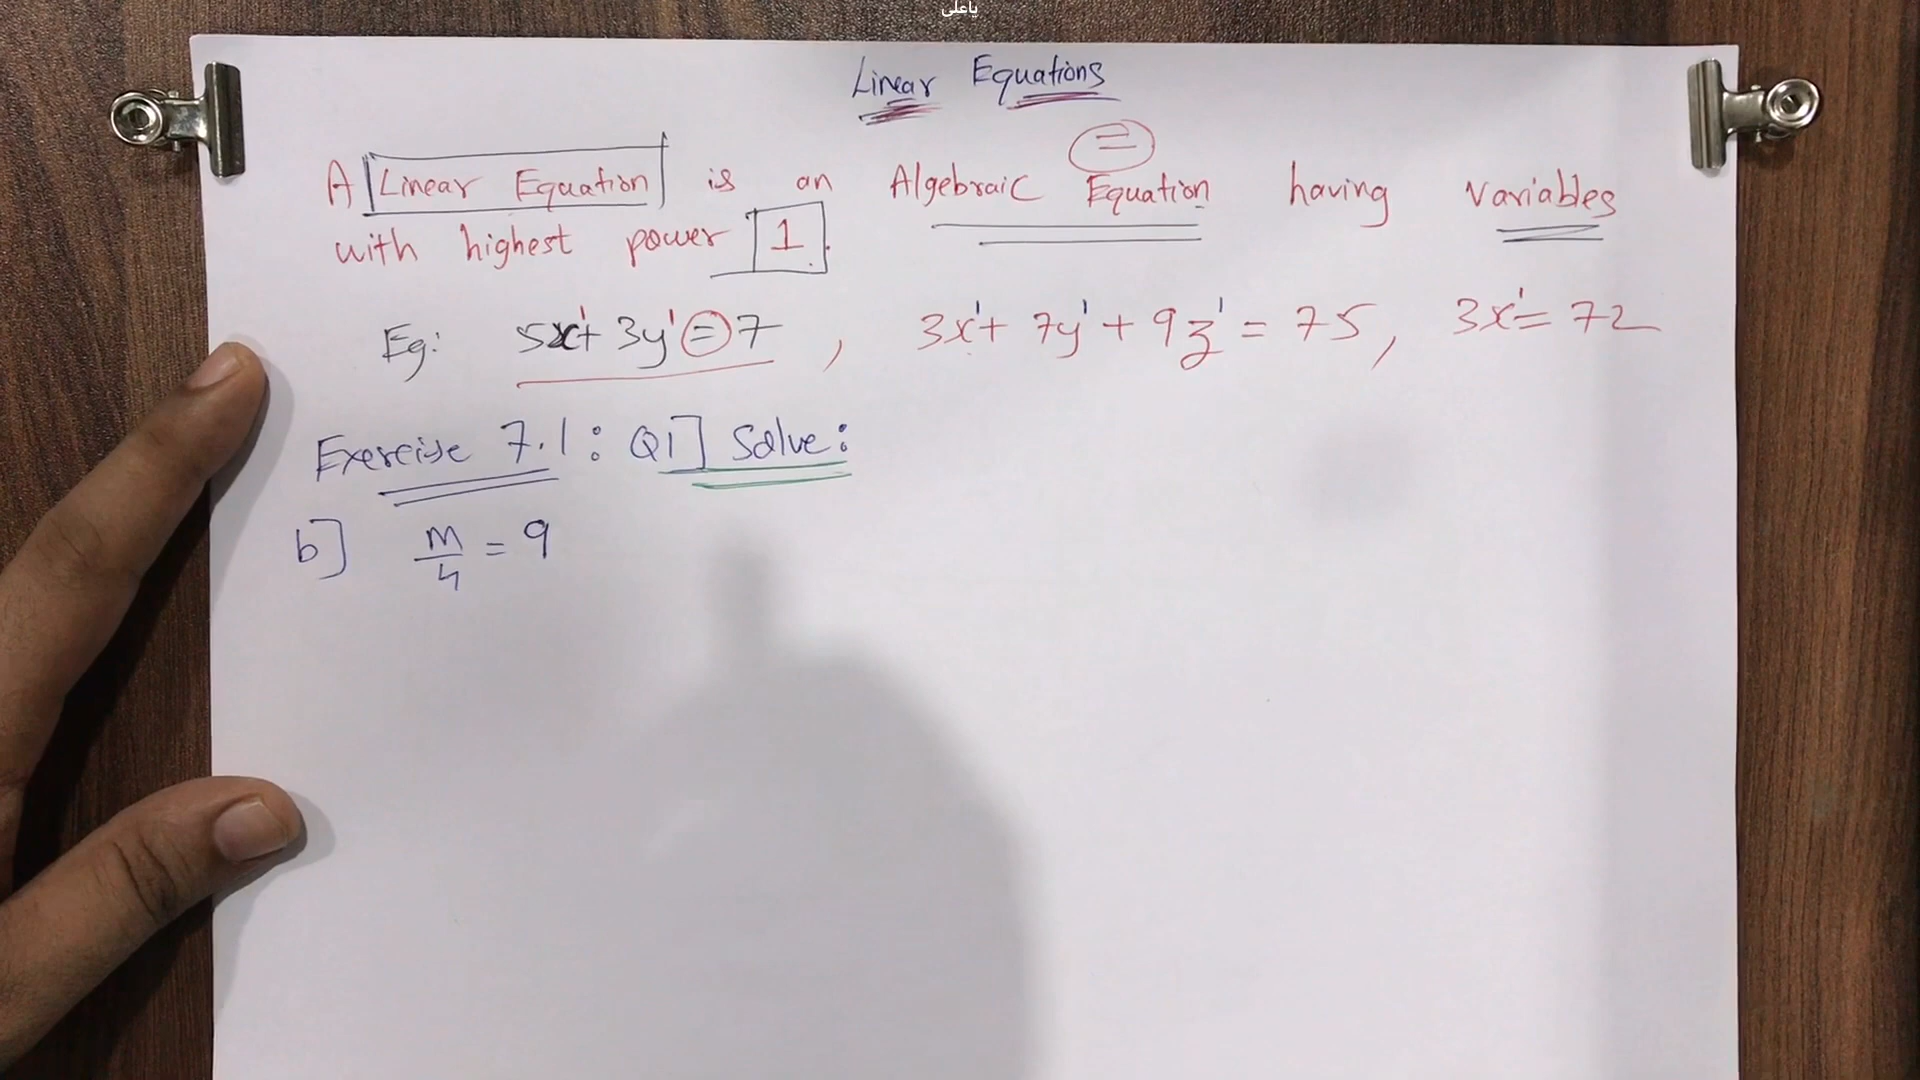 ياعلى
Linear Equations
=
A Linear Equation is an Algebraic Equation having variables
with highest power 1.
Eg: 5x¹+ 3y¹ = 7 , 3x¹+ 7y¹ + 9z¹ = 75, 3x¹= 72
Exercise 7.1 : Q1] Solve:
b] m/4 = 9